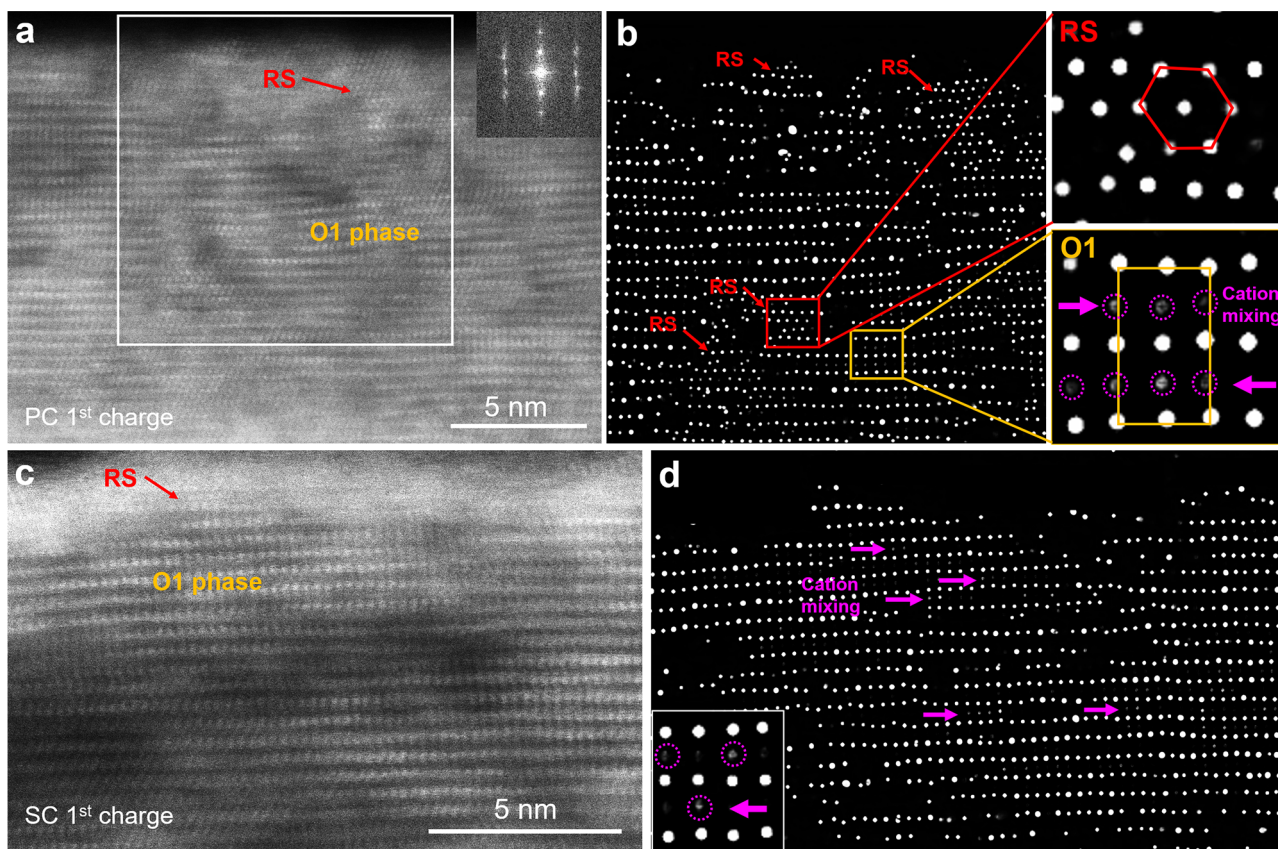 a
RS
O1 phase
PC 1st charge
5 nm
b
RS
RS
RS
RS
RS
O1
Cation
mixing
c
RS
O1 phase
SC 1st charge
5 nm
d
Cation
mixing